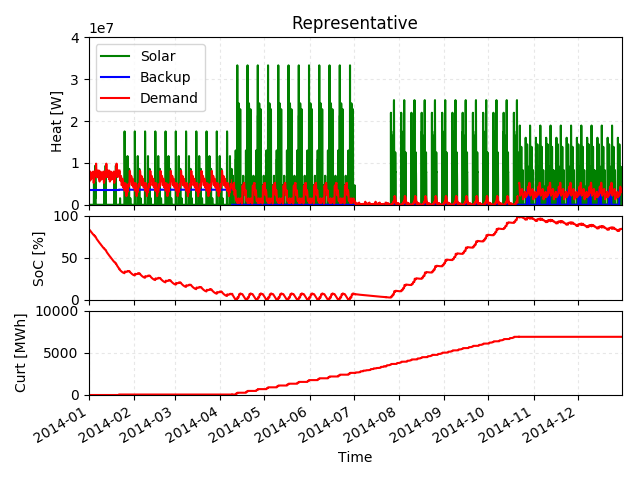 Representative
1e7
4
3
2
1
0
Heat [W]
Solar
Backup
Demand
100
50
0
SoC [%]
10000
5000
0
Curt [MWh]
2014-01
2014-02
2014-03
2014-04
2014-05
2014-06
2014-07
2014-08
2014-09
2014-10
2014-11
2014-12
Time